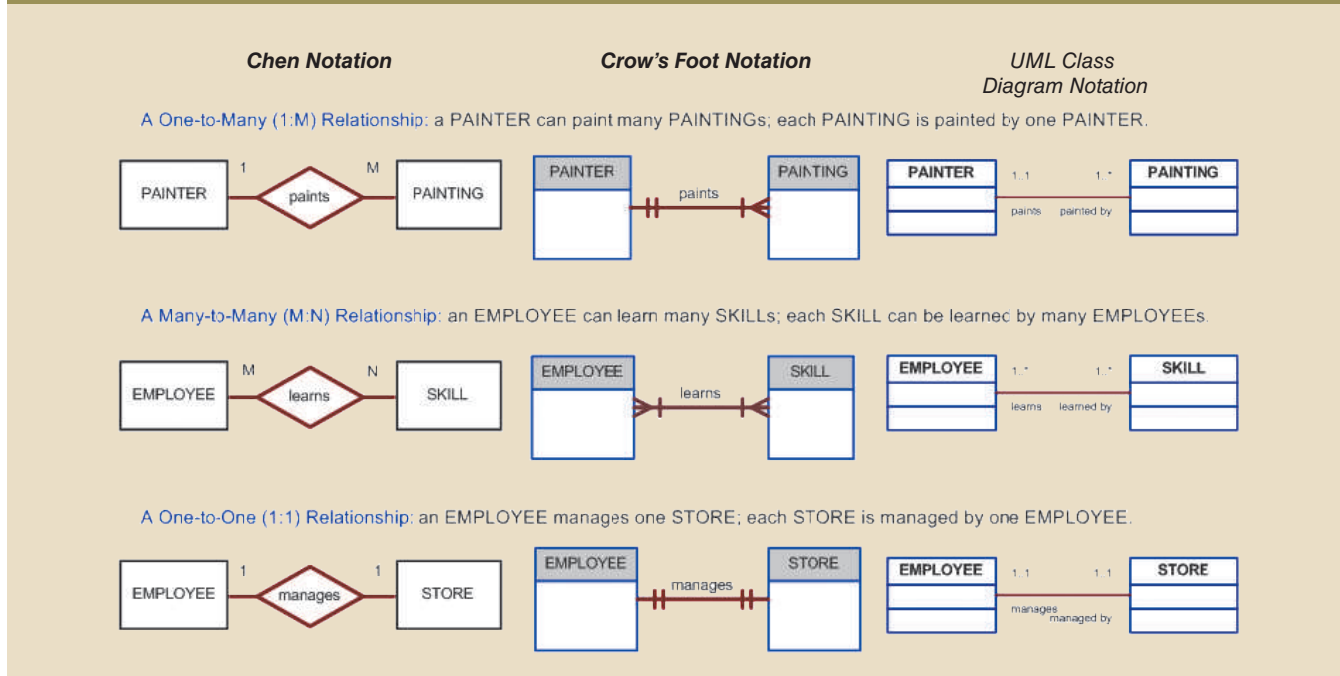 Chen Notation
Crow's Foot Notation
UML Class
Diagram Notation
A One-to-Many (1:M) Relationship: a PAINTER can paint many PAINTINGs; each PAINTING is painted by one PAINTER.
PAINTER
1
paints
M
PAINTING
PAINTER
paints
PAINTING
PAINTER
1..1
1..*
PAINTING
paints
painted by
A Many-to-Many (M:N) Relationship: an EMPLOYEE can learn many SKILLs; each SKILL can be learned by many EMPLOYEEs.
EMPLOYEE
M
learns
N
SKILL
EMPLOYEE
learns
SKILL
EMPLOYEE
1..*
1..*
SKILL
learns
learned by
A One-to-One (1:1) Relationship: an EMPLOYEE manages one STORE; each STORE is managed by one EMPLOYEE.
EMPLOYEE
1
manages
1
STORE
EMPLOYEE
manages
STORE
EMPLOYEE
1..1
1..1
STORE
manages
managed by